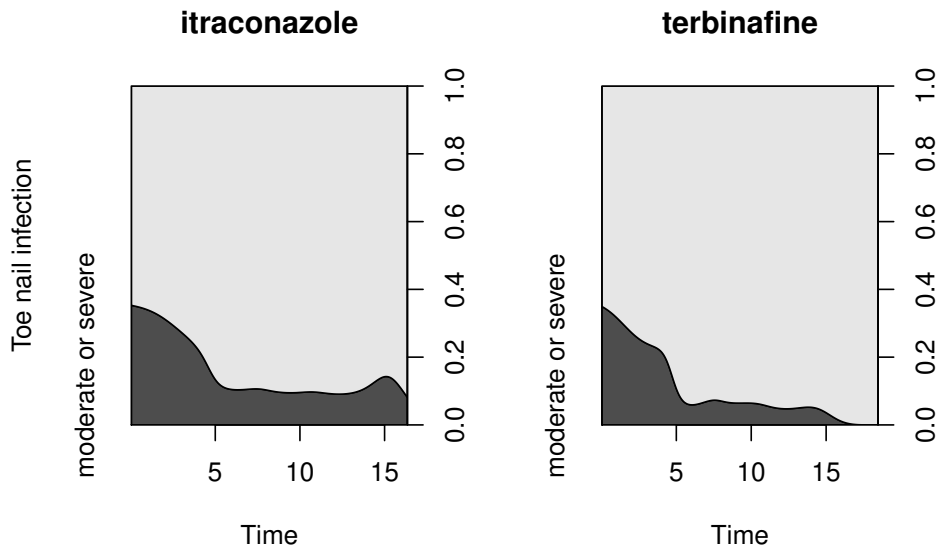 itraconazole
terbinafine
Toe nail infection
moderate or severe
0.0 0.2 0.4 0.6 0.8 1.0
5 10 15
Time
moderate or severe
0.0 0.2 0.4 0.6 0.8 1.0
5 10 15
Time